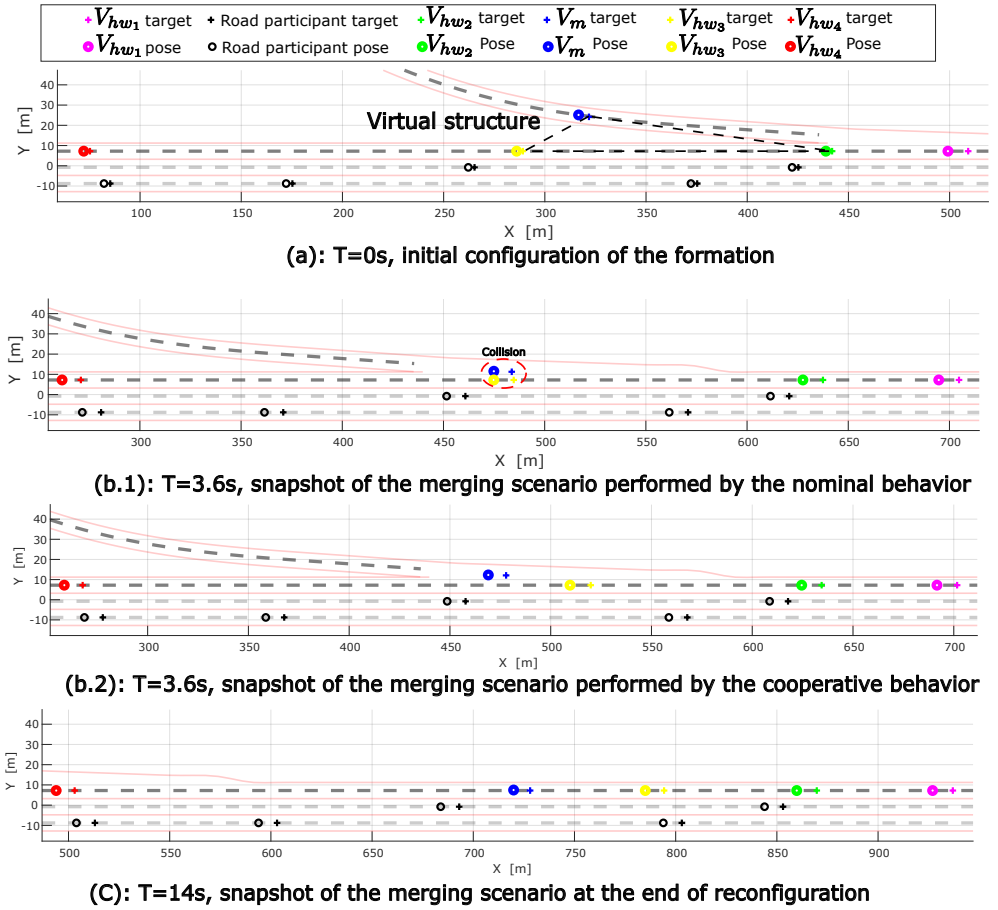 V_hw1 target Road participant target V_hw2 target V_m target V_hw3 target V_hw4 target
V_hw1 pose Road participant pose V_hw2 Pose V_m Pose V_hw3 Pose V_hw4 Pose
Y [m]
40
30
20
10
0
-10
Virtual structure
100 150 200 250 300 350 400 450 500
X [m]
(a): T=0s, initial configuration of the formation
Y [m]
40
30
20
10
0
-10
Collision
300 350 400 450 500 550 600 650 700
X [m]
(b.1): T=3.6s, snapshot of the merging scenario performed by the nominal behavior
Y [m]
40
30
20
10
0
-10
300 350 400 450 500 550 600 650 700
X [m]
(b.2): T=3.6s, snapshot of the merging scenario performed by the cooperative behavior
Y [m]
40
30
20
10
0
-10
500 550 600 650 700 750 800 850 900
X [m]
(C): T=14s, snapshot of the merging scenario at the end of reconfiguration